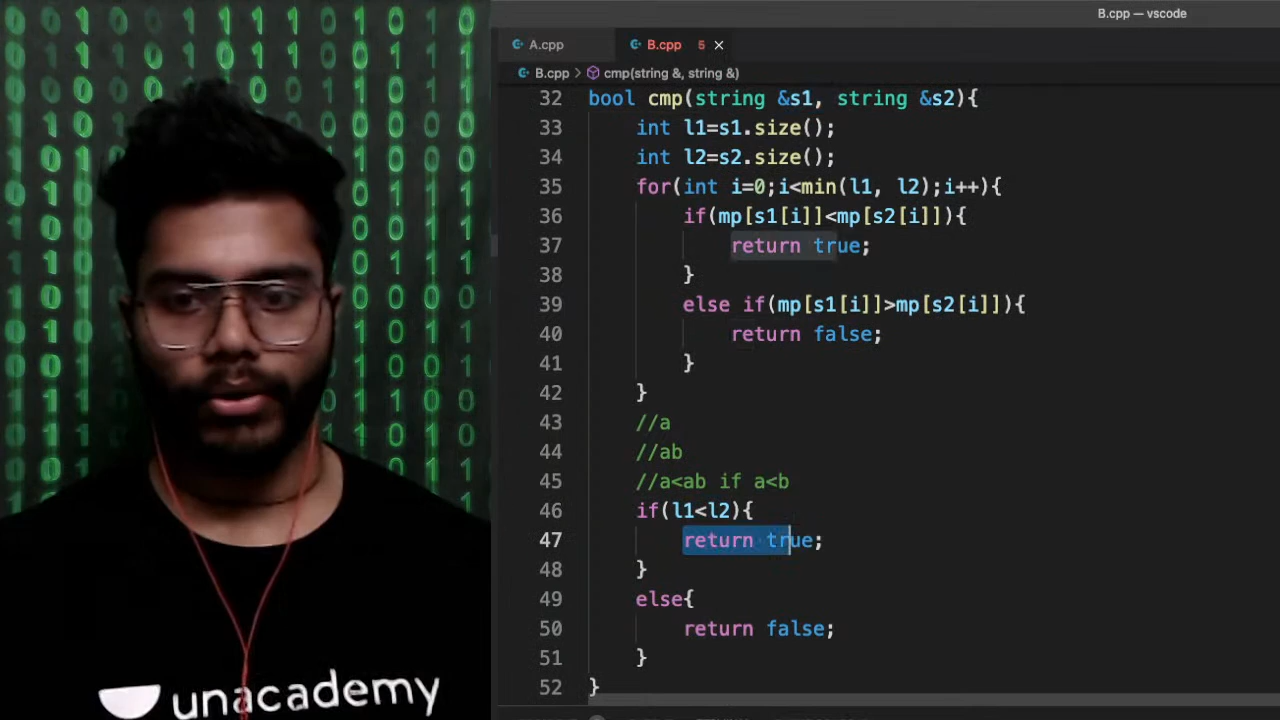 B.cpp — vscode
A.cpp
B.cpp 5
B.cpp > cmp(string &, string &)
32 bool cmp(string &s1, string &s2){
33 int l1=s1.size();
34 int l2=s2.size();
35 for(int i=0;i<min(l1, l2);i++){
36 if(mp[s1[i]]<mp[s2[i]]){
37 return true;
38 }
39 else if(mp[s1[i]]>mp[s2[i]]){
40 return false;
41 }
42 }
43 //a
44 //ab
45 //a<ab if a<b
46 if(l1<l2){
47 return true;
48 }
49 else{
50 return false;
51 }
52 }
unacademy